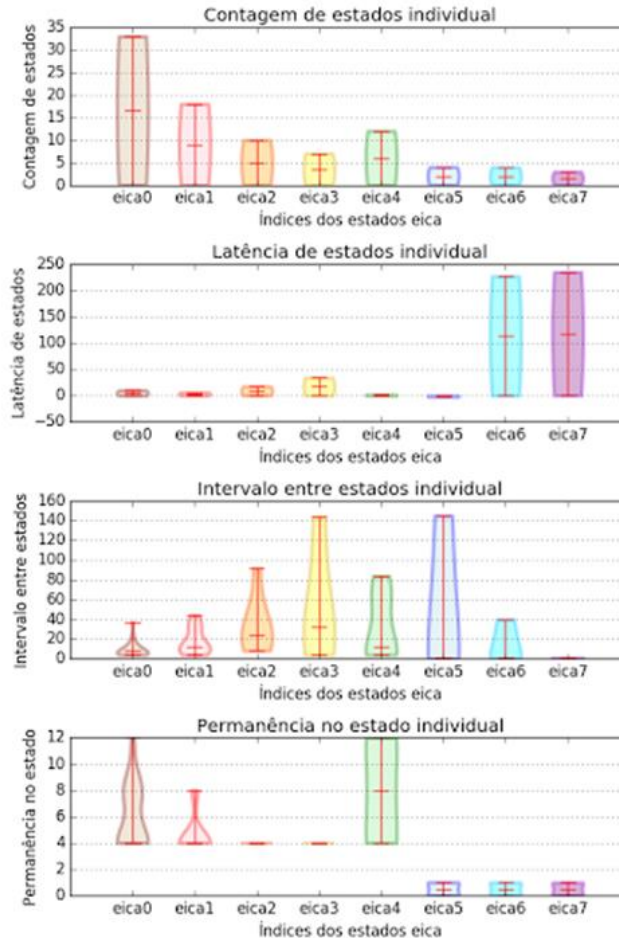 Contagem de estados individual
Contagem de estados
35
30
25
20
15
10
5
0
eica0 eica1 eica2 eica3 eica4 eica5 eica6 eica7
Índices dos estados eica
Latência de estados individual
Latência de estados
250
200
150
100
50
0
−50
eica0 eica1 eica2 eica3 eica4 eica5 eica6 eica7
Índices dos estados eica
Intervalo entre estados individual
Intervalo entre estados
160
140
120
100
80
60
40
20
0
eica0 eica1 eica2 eica3 eica4 eica5 eica6 eica7
Índices dos estados eica
Permanência no estado individual
Permanência no estado
12
10
8
6
4
2
0
eica0 eica1 eica2 eica3 eica4 eica5 eica6 eica7
Índices dos estados eica